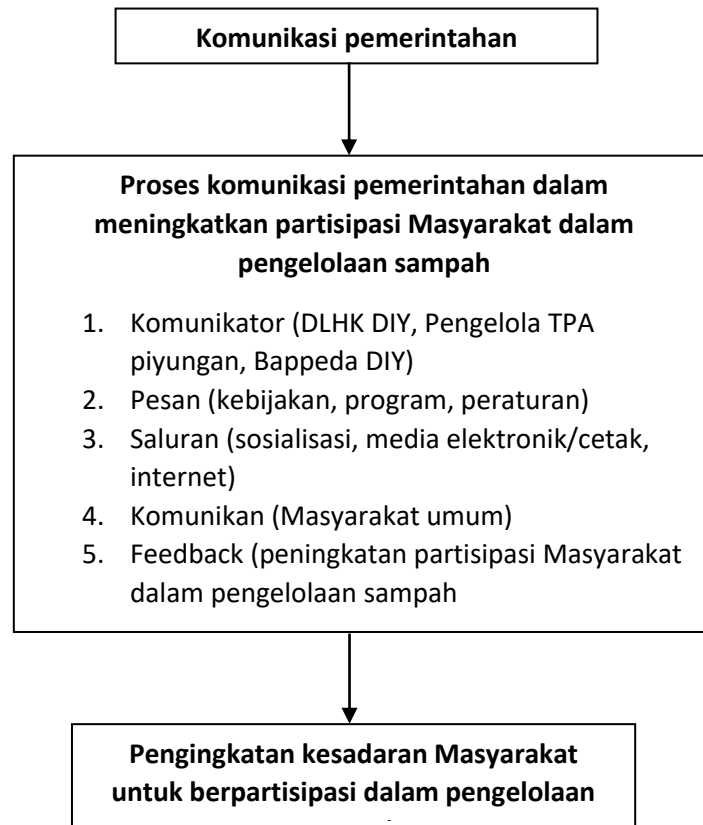 Komunikasi pemerintahan
Proses komunikasi pemerintahan dalam
meningkatkan partisipasi Masyarakat dalam
pengelolaan sampah
1. Komunikator (DLHK DIY, Pengelola TPA
piyungan, Bappeda DIY)
2. Pesan (kebijakan, program, peraturan)
3. Saluran (sosialisasi, media elektronik/cetak,
internet)
4. Komunikan (Masyarakat umum)
5. Feedback (peningkatan partisipasi Masyarakat
dalam pengelolaan sampah
Pengingkatan kesadaran Masyarakat
untuk berpartisipasi dalam pengelolaan